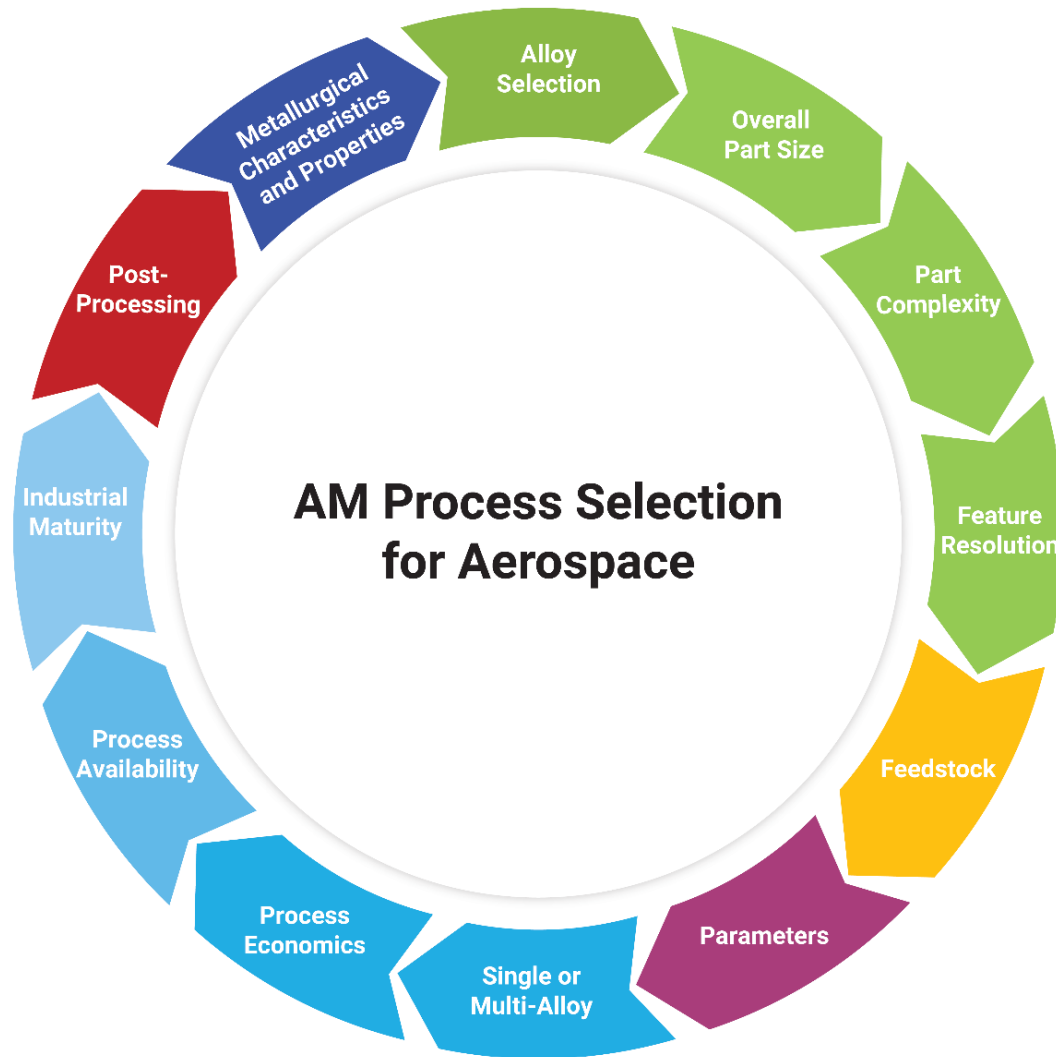 Alloy
Selection
Overall
Part Size
Part
Complexity
Feature
Resolution
Feedstock
Parameters
Single or
Multi-Alloy
Process
Economics
Process
Availability
Industrial
Maturity
Post-
Processing
Metallurgical
Characteristics
and Properties
AM Process Selection
for Aerospace